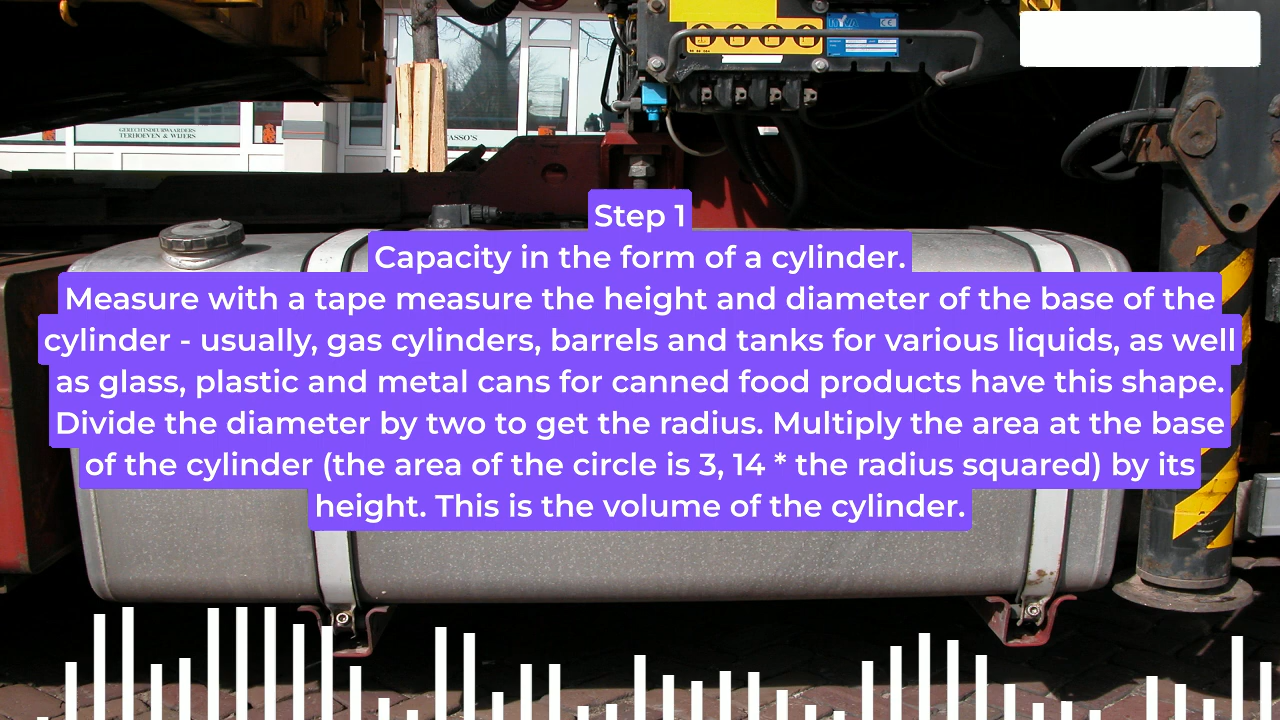 INYVA
CE
GERECHTSDEURWAARDERS
TERHOEVEN & WIJERS
ASSO'S
Step 1
Capacity in the form of a cylinder.
Measure with a tape measure the height and diameter of the base of the
cylinder - usually, gas cylinders, barrels and tanks for various liquids, as well
as glass, plastic and metal cans for canned food products have this shape.
Divide the diameter by two to get the radius. Multiply the area at the base
of the cylinder (the area of the circle is 3, 14 * the radius squared) by its
height. This is the volume of the cylinder.